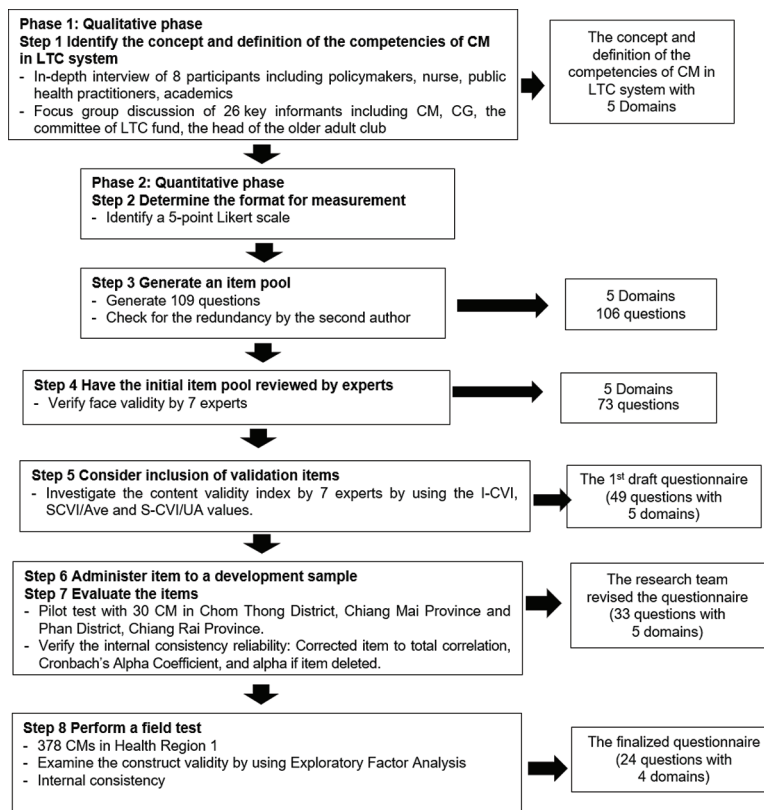 Phase 1: Qualitative phase
Step 1 Identify the concept and definition of the competencies of CM
in LTC system
- In-depth interview of 8 participants including policymakers, nurse, public
health practitioners, academics
- Focus group discussion of 26 key informants including CM, CG, the
committee of LTC fund, the head of the older adult club
The concept and
definition of the
competencies of CM in
LTC system with
5 Domains
Phase 2: Quantitative phase
Step 2 Determine the format for measurement
- Identify a 5-point Likert scale
Step 3 Generate an item pool
- Generate 109 questions
- Check for the redundancy by the second author
5 Domains
106 questions
Step 4 Have the initial item pool reviewed by experts
- Verify face validity by 7 experts
5 Domains
73 questions
Step 5 Consider inclusion of validation items
- Investigate the content validity index by 7 experts by using the I-CVI,
SCVI/Ave and S-CVI/UA values.
The 1st draft questionnaire
(49 questions with
5 domains)
Step 6 Administer item to a development sample
Step 7 Evaluate the items
- Pilot test with 30 CM in Chom Thong District, Chiang Mai Province and
Phan District, Chiang Rai Province.
- Verify the internal consistency reliability: Corrected item to total correlation,
Cronbach's Alpha Coefficient, and alpha if item deleted.
The research team
revised the questionnaire
(33 questions with
5 domains)
Step 8 Perform a field test
- 378 CMs in Health Region 1
- Examine the construct validity by using Exploratory Factor Analysis
- Internal consistency
The finalized questionnaire
(24 questions with
4 domains)